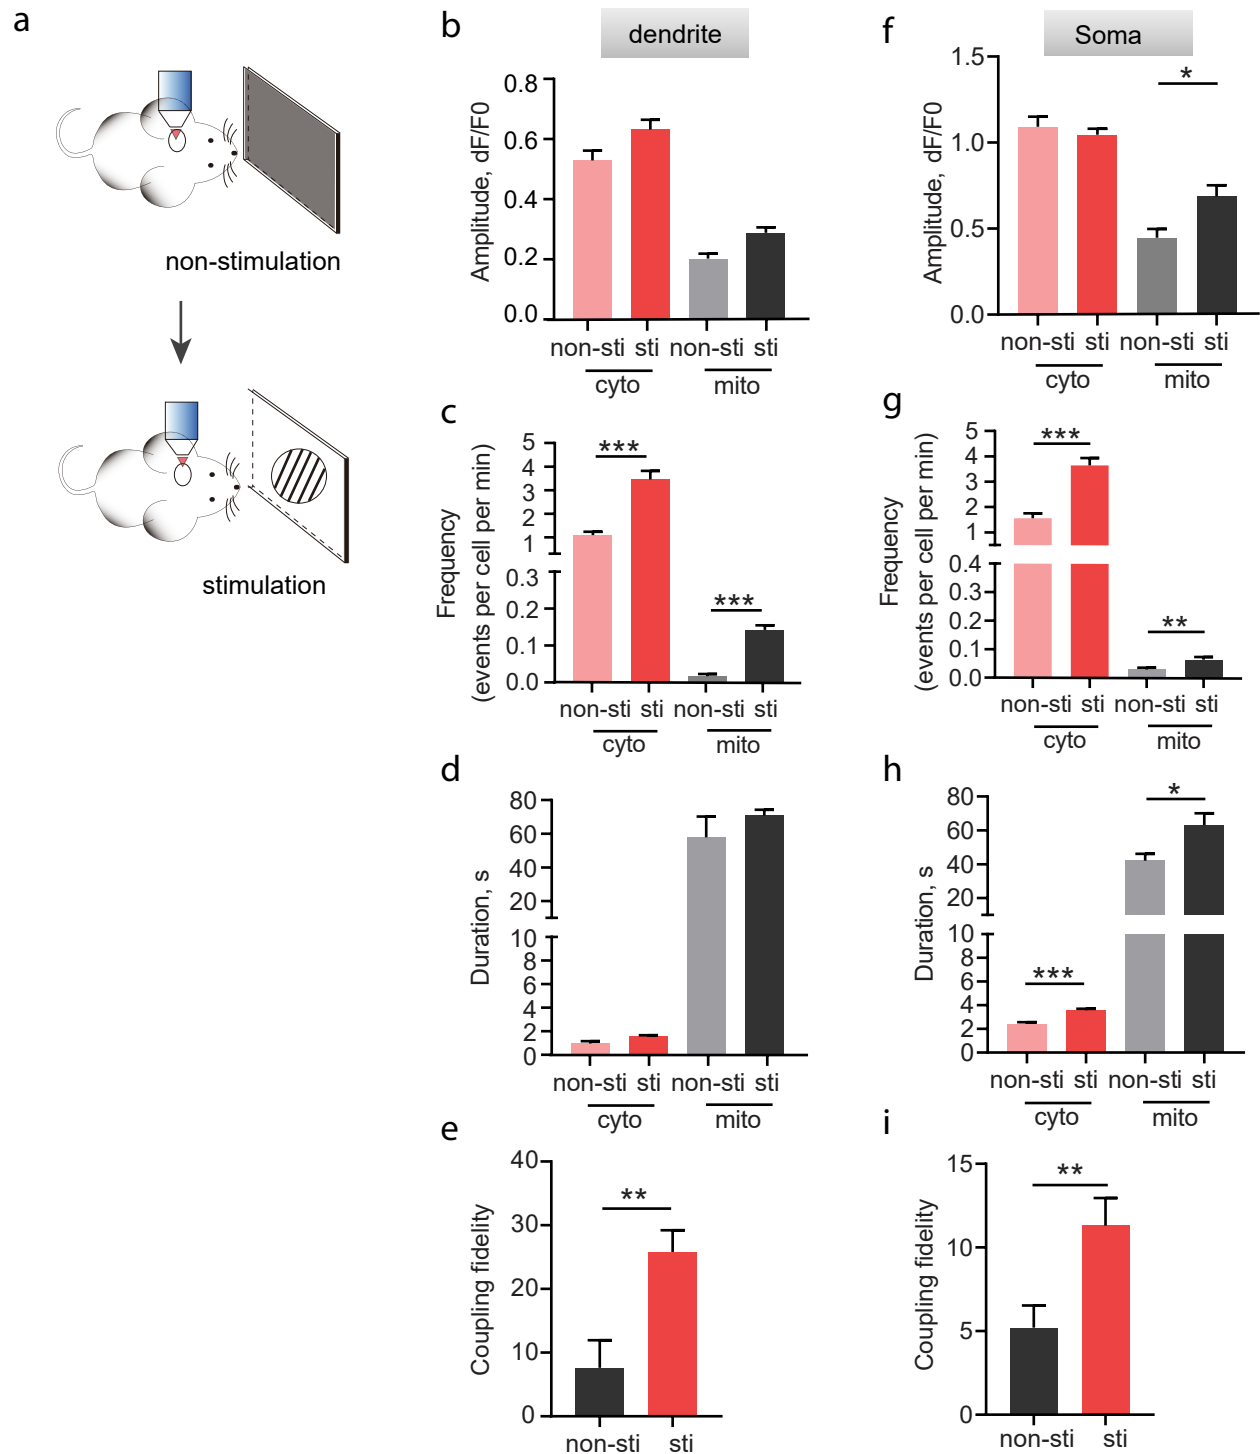 a
non-stimulation
stimulation
b
dendrite
Amplitude, dF/F0
0.8
0.6
0.4
0.2
0.0
non-sti sti non-sti sti
cyto mito
c
Frequency
(events per cell per min)
5
4
3
2
1
0.3
0.2
0.1
0.0
***
***
non-sti sti non-sti sti
cyto mito
d
Duration, s
80
60
40
20
10
8
6
4
2
0
non-sti sti non-sti sti
cyto mito
e
Coupling fidelity
40
30
20
10
0
**
non-sti sti
f
Soma
Amplitude, dF/F0
1.5
1.0
0.5
0.0
*
non-sti sti non-sti sti
cyto mito
g
Frequency
(events per cell per min)
5
4
3
2
1
0.4
0.3
0.2
0.1
0.0
***
**
non-sti sti non-sti sti
cyto mito
h
Duration, s
80
60
40
20
10
8
6
4
2
0
***
*
non-sti sti non-sti sti
cyto mito
i
Coupling fidelity
15
10
5
0
**
non-sti sti